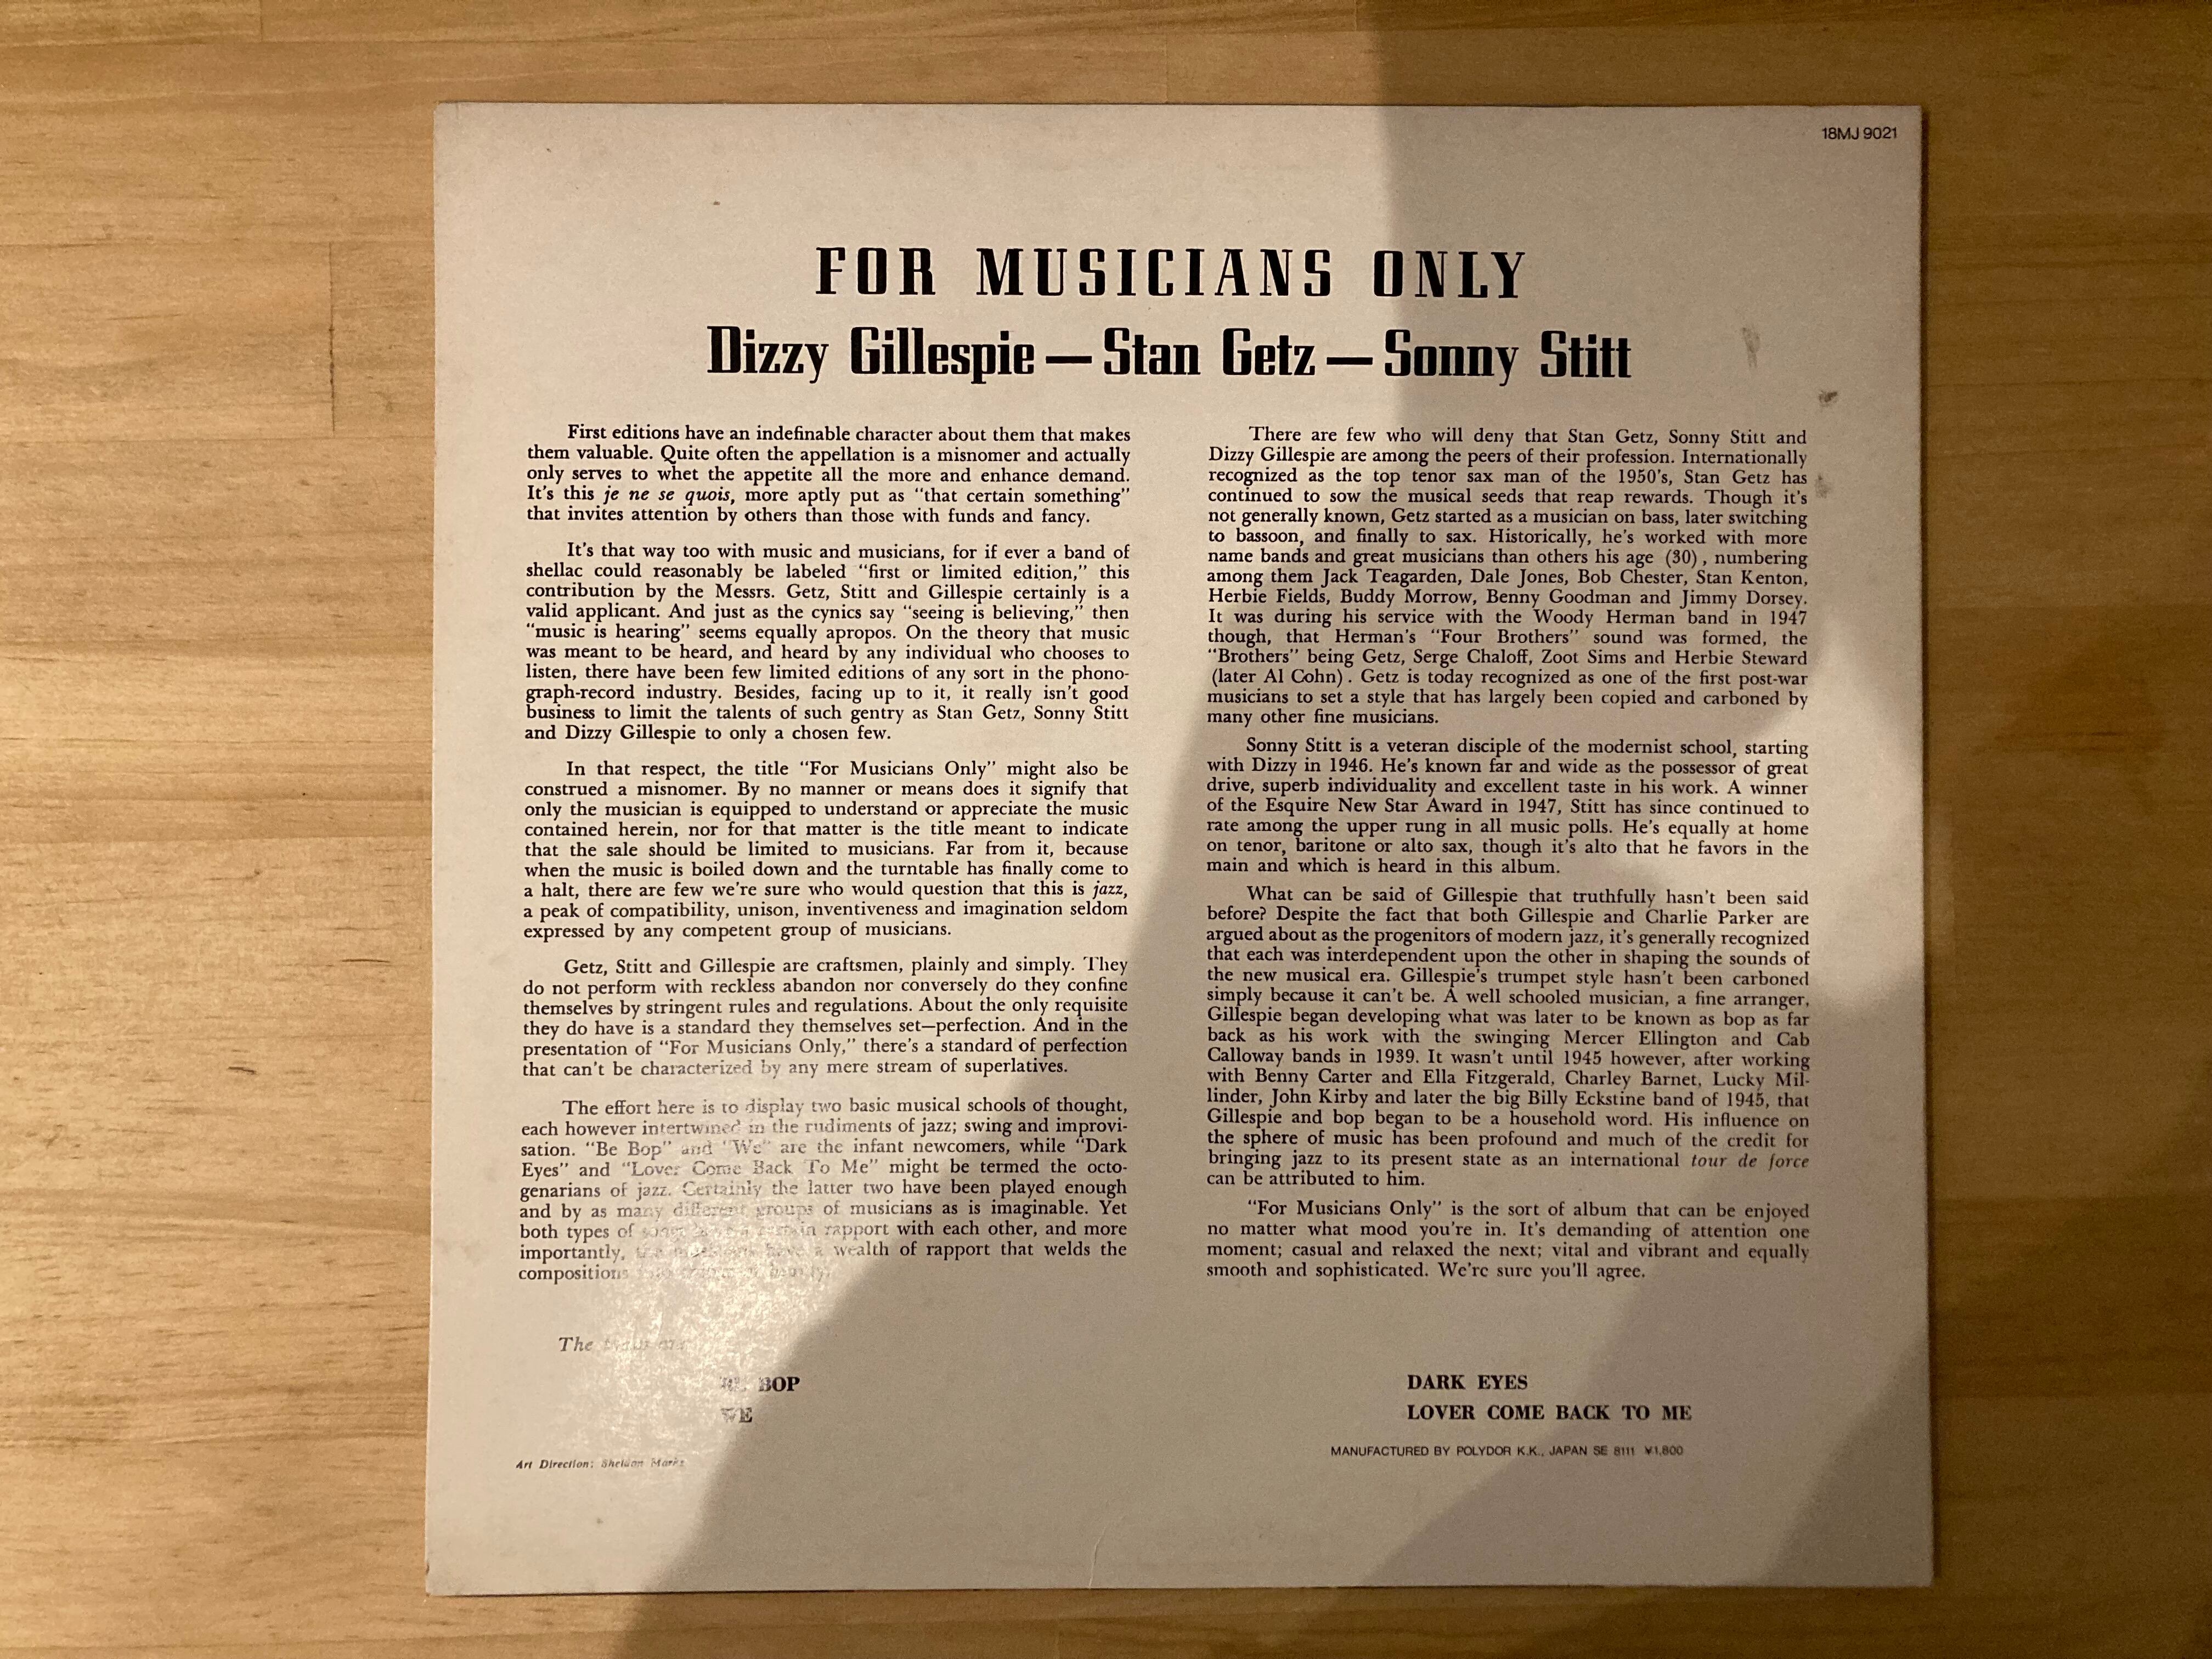 18MJ 9021
FOR MUSICIANS ONLY
Dizzy Gillespie — Stan Getz — Sonny Stitt
First editions have an indefinable character about them that makes
them valuable. Quite often the appellation is a misnomer and actually
only serves to whet the appetite all the more and enhance demand.
It's this je ne se quois, more aptly put as "that certain something"
that invites attention by others than those with funds and fancy.
It's that way too with music and musicians, for if ever a band of
shellac could reasonably be labeled "first or limited edition," this
contribution by the Messrs. Getz, Stitt and Gillespie certainly is a
valid applicant. And just as the cynics say "seeing is believing," then
"music is hearing" seems equally apropos. On the theory that music
was meant to be heard, and heard by any individual who chooses to
listen, there have been few limited editions of any sort in the phono-
graph-record industry. Besides, facing up to it, it really isn't good
business to limit the talents of such gentry as Stan Getz, Sonny Stitt
and Dizzy Gillespie to only a chosen few.
In that respect, the title "For Musicians Only" might also be
construed a misnomer. By no manner or means does it signify that
only the musician is equipped to understand or appreciate the music
contained herein, nor for that matter is the title meant to indicate
that the sale should be limited to musicians. Far from it, because
when the music is boiled down and the turntable has finally come to
a halt, there are few we're sure who would question that this is jazz,
a peak of compatibility, unison, inventiveness and imagination seldom
expressed by any competent group of musicians.
Getz, Stitt and Gillespie are craftsmen, plainly and simply. They
do not perform with reckless abandon nor conversely do they confine
themselves by stringent rules and regulations. About the only requisite
they do have is a standard they themselves set—perfection. And in the
presentation of "For Musicians Only," there's a standard of perfection
that can't be characterized by any mere stream of superlatives.
The effort here is to display two basic musical schools of thought,
each however intertwined in the rudiments of jazz; swing and improvi-
sation. "Be Bop" and "We" are the infant newcomers, while "Dark
Eyes" and "Lover Come Back To Me" might be termed the octo-
genarians of jazz. Certainly the latter two have been played enough
and by as many different groups of musicians as is imaginable. Yet
both types of rapport with each other, and more
importantly, have a wealth of rapport that welds the
compositions
There are few who will deny that Stan Getz, Sonny Stitt and
Dizzy Gillespie are among the peers of their profession. Internationally
recognized as the top tenor sax man of the 1950's, Stan Getz has
continued to sow the musical seeds that reap rewards. Though it's
not generally known, Getz started as a musician on bass, later switching
to bassoon, and finally to sax. Historically, he's worked with more
name bands and great musicians than others his age (30), numbering
among them Jack Teagarden, Dale Jones, Bob Chester, Stan Kenton,
Herbie Fields, Buddy Morrow, Benny Goodman and Jimmy Dorsey.
It was during his service with the Woody Herman band in 1947
though, that Herman's "Four Brothers" sound was formed, the
"Brothers" being Getz, Serge Chaloff, Zoot Sims and Herbie Steward
(later Al Cohn). Getz is today recognized as one of the first post-war
musicians to set a style that has largely been copied and carboned by
many other fine musicians.
Sonny Stitt is a veteran disciple of the modernist school, starting
with Dizzy in 1946. He's known far and wide as the possessor of great
drive, superb individuality and excellent taste in his work. A winner
of the Esquire New Star Award in 1947, Stitt has since continued to
rate among the upper rung in all music polls. He's equally at home
on tenor, baritone or alto sax, though it's alto that he favors in the
main and which is heard in this album.
What can be said of Gillespie that truthfully hasn't been said
before? Despite the fact that both Gillespie and Charlie Parker are
argued about as the progenitors of modern jazz, it's generally recognized
that each was interdependent upon the other in shaping the sounds of
the new musical era. Gillespie's trumpet style hasn't been carboned
simply because it can't be. A well schooled musician, a fine arranger,
Gillespie began developing what was later to be known as bop as far
back as his work with the swinging Mercer Ellington and Cab
Calloway bands in 1939. It wasn't until 1945 however, after working
with Benny Carter and Ella Fitzgerald, Charley Barnet, Lucky Mil-
linder, John Kirby and later the big Billy Eckstine band of 1945, that
Gillespie and bop began to be a household word. His influence on
the sphere of music has been profound and much of the credit for
bringing jazz to its present state as an international tour de force
can be attributed to him.
"For Musicians Only" is the sort of album that can be enjoyed
no matter what mood you're in. It's demanding of attention one
moment; casual and relaxed the next; vital and vibrant and equally
smooth and sophisticated. We're sure you'll agree.
The
BE BOP
WE
DARK EYES
LOVER COME BACK TO ME
MANUFACTURED BY POLYDOR K.K., JAPAN SE 8111 ¥1,800
Art Direction: Sheldon Marks